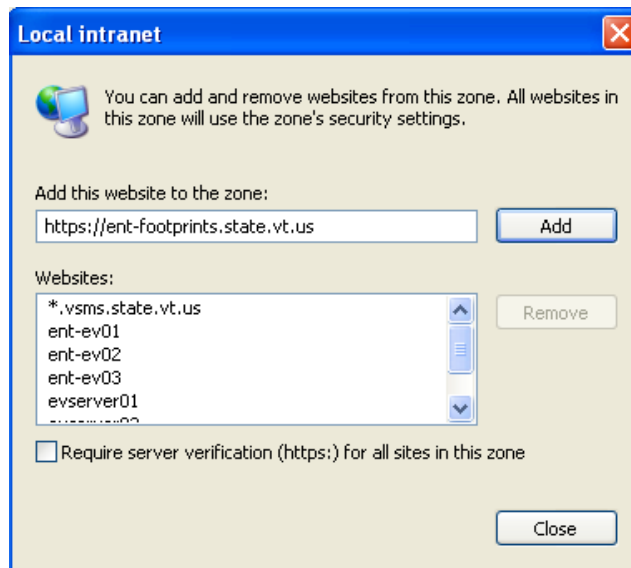 Local intranet
You can add and remove websites from this zone. All websites in
this zone will use the zone's security settings.
Add this website to the zone:
https://ent-footprints.state.vt.us
Add
Websites:
*.vsms.state.vt.us
Remove
ent-ev01
ent-ev02
ent-ev03
evserver01
Require server verification (https:) for all sites in this zone
Close